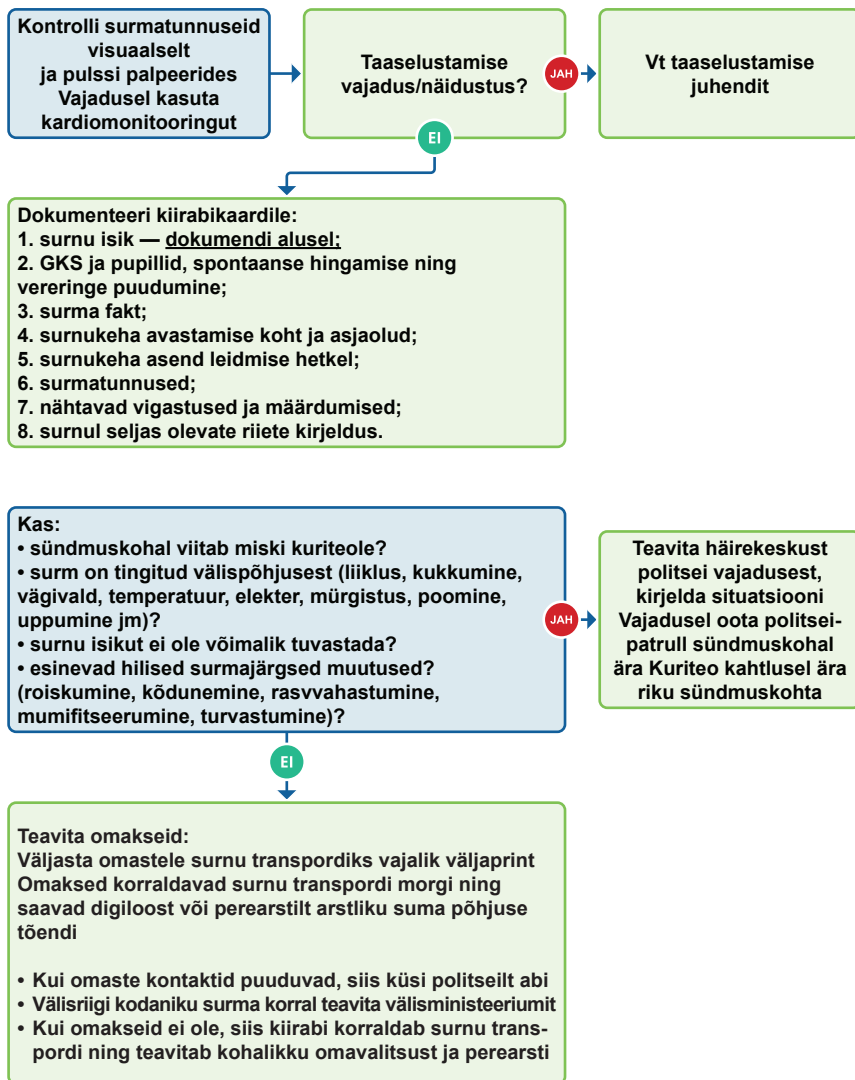 Kontrolli surmatunnuseid
visuaalselt
ja pulssi palpeerides
Vajadusel kasuta
kardiomonitooringut
Taaselustamise
vajadus/näidustus?
JAH
Vt taaselustamise
juhendit
EI
Dokumenteeri kiirabikaardile:
1. surnu isik — dokumendi alusel;
2. GKS ja pupillid, spontaanse hingamise ning
vereringe puudumine;
3. surma fakt;
4. surnukeha avastamise koht ja asjaolud;
5. surnukeha asend leidmise hetkel;
6. surmatunnused;
7. nähtavad vigastused ja määrdumised;
8. surnul seljas olevate riiete kirjeldus.
Kas:
• sündmuskohal viitab miski kuriteole?
• surm on tingitud välispõhjusest (liiklus, kukkumine,
vägivald, temperatuur, elekter, mürgistus, poomine,
uppumine jm)?
• surnu isikut ei ole võimalik tuvastada?
• esinevad hilised surmajärgsed muutused?
(roiskumine, kõdunemine, rasvvahastumine,
mumifitseerumine, turvastumine)?
JAH
Teavita häirekeskust
politsei vajadusest,
kirjelda situatsiooni
Vajadusel oota politsei-
patrull sündmuskohal
ära Kuriteo kahtlusel ära
riku sündmuskohta
EI
Teavita omakseid:
Väljasta omastele surnu transpordiks vajalik väljaprint
Omaksed korraldavad surnu transpordi morgi ning
saavad digiloost või perearstilt arstliku suma põhjuse
tõendi
• Kui omaste kontaktid puuduvad, siis küsi politseilt abi
• Välisriigi kodaniku surma korral teavita välisministeeriumit
• Kui omakseid ei ole, siis kiirabi korraldab surnu trans-
pordi ning teavitab kohalikku omavalitsust ja perearsti